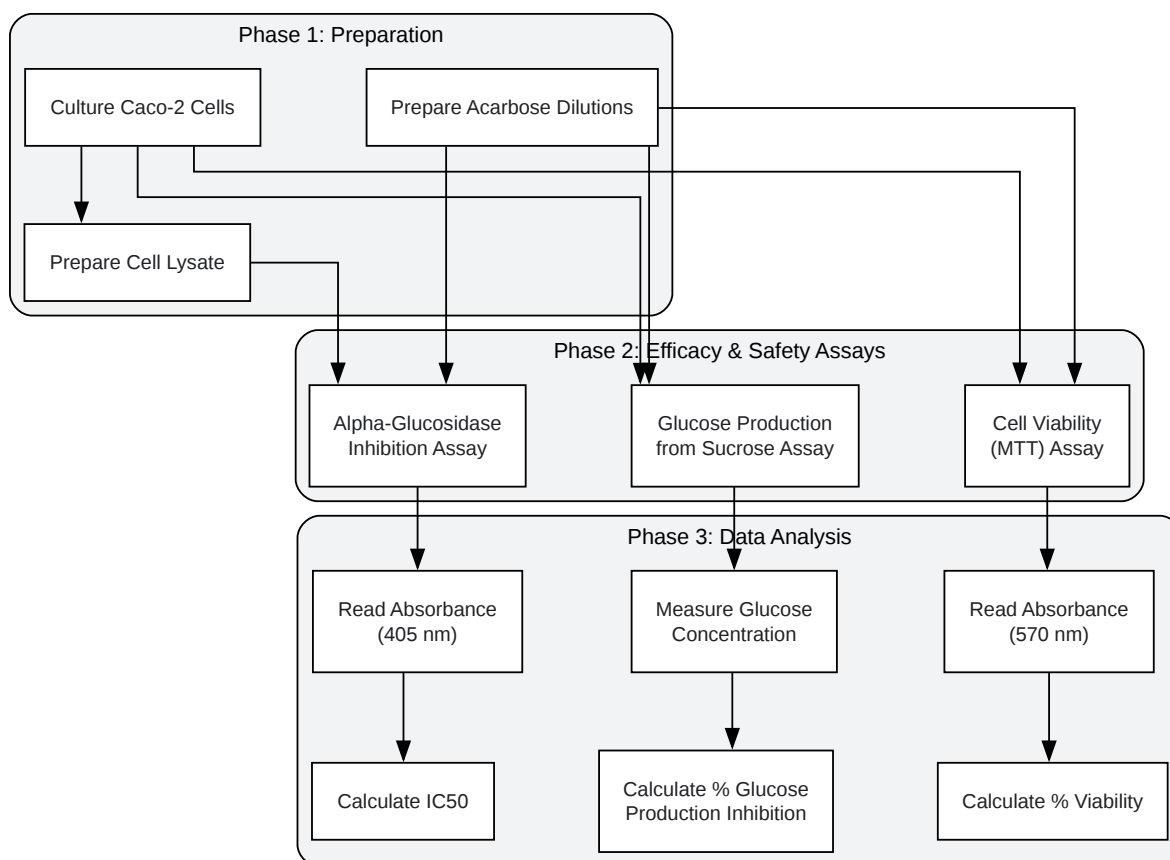 Phase 1: Preparation
Culture Caco-2 Cells
Prepare Acarbose Dilutions
Prepare Cell Lysate
Phase 2: Efficacy & Safety Assays
Alpha-Glucosidase
Inhibition Assay
Glucose Production
from Sucrose Assay
Cell Viability
(MTT) Assay
Phase 3: Data Analysis
Read Absorbance
(405 nm)
Measure Glucose
Concentration
Read Absorbance
(570 nm)
Calculate IC50
Calculate % Glucose
Production Inhibition
Calculate % Viability